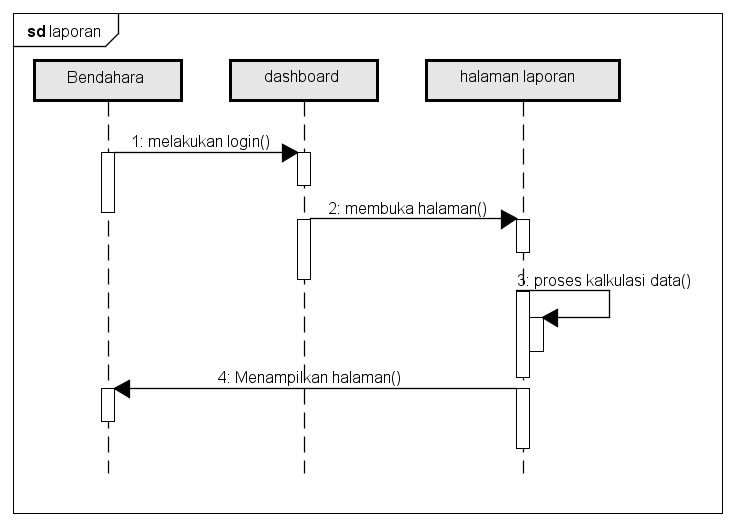 sd laporan
Bendahara
dashboard
halaman laporan
1: melakukan login()
2: membuka halaman()
3: proses kalkulasi data()
4: Menampilkan halaman()